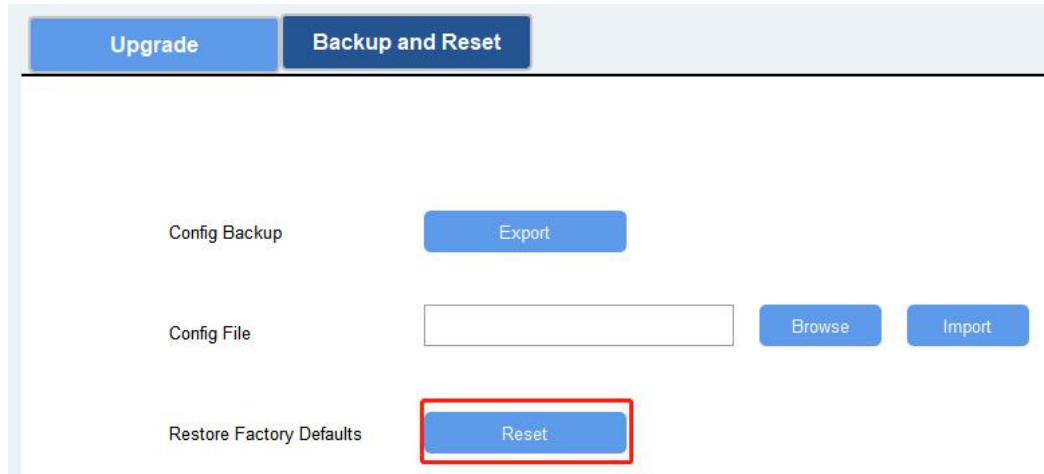 Upgrade
Backup and Reset
Config Backup
Export
Config File
Browse
Import
Restore Factory Defaults
Reset